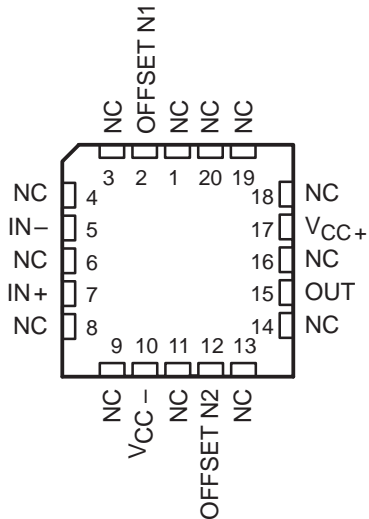 NC
OFFSET N1
NC
NC
NC
3 2 1 20 19
NC 4
IN− 5
NC 6
IN+ 7
NC 8
18 NC
17 VCC+
16 NC
15 OUT
14 NC
9 10 11 12 13
NC
VCC −
NC
OFFSET N2
NC